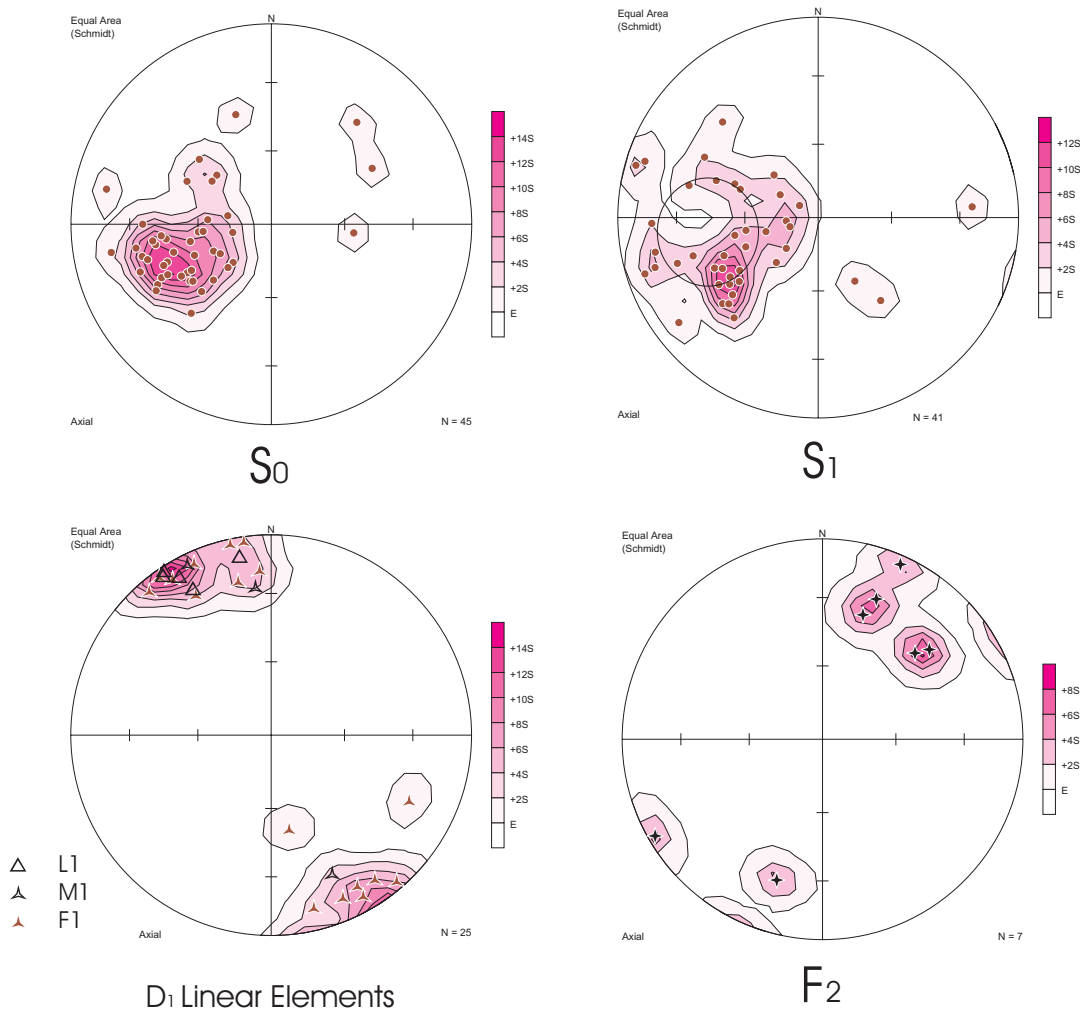 Equal Area
(Schmidt)
N
+14S
+12S
+10S
+8S
+6S
+4S
+2S
E
Axial
N = 45
S0
Equal Area
(Schmidt)
N
+12S
+10S
+8S
+6S
+4S
+2S
E
Axial
N = 41
S1
Equal Area
(Schmidt)
N
+14S
+12S
+10S
+8S
+6S
+4S
+2S
E
L1
M1
F1
Axial
N = 25
D1 Linear Elements
Equal Area
(Schmidt)
N
+8S
+6S
+4S
+2S
E
Axial
N = 7
F2